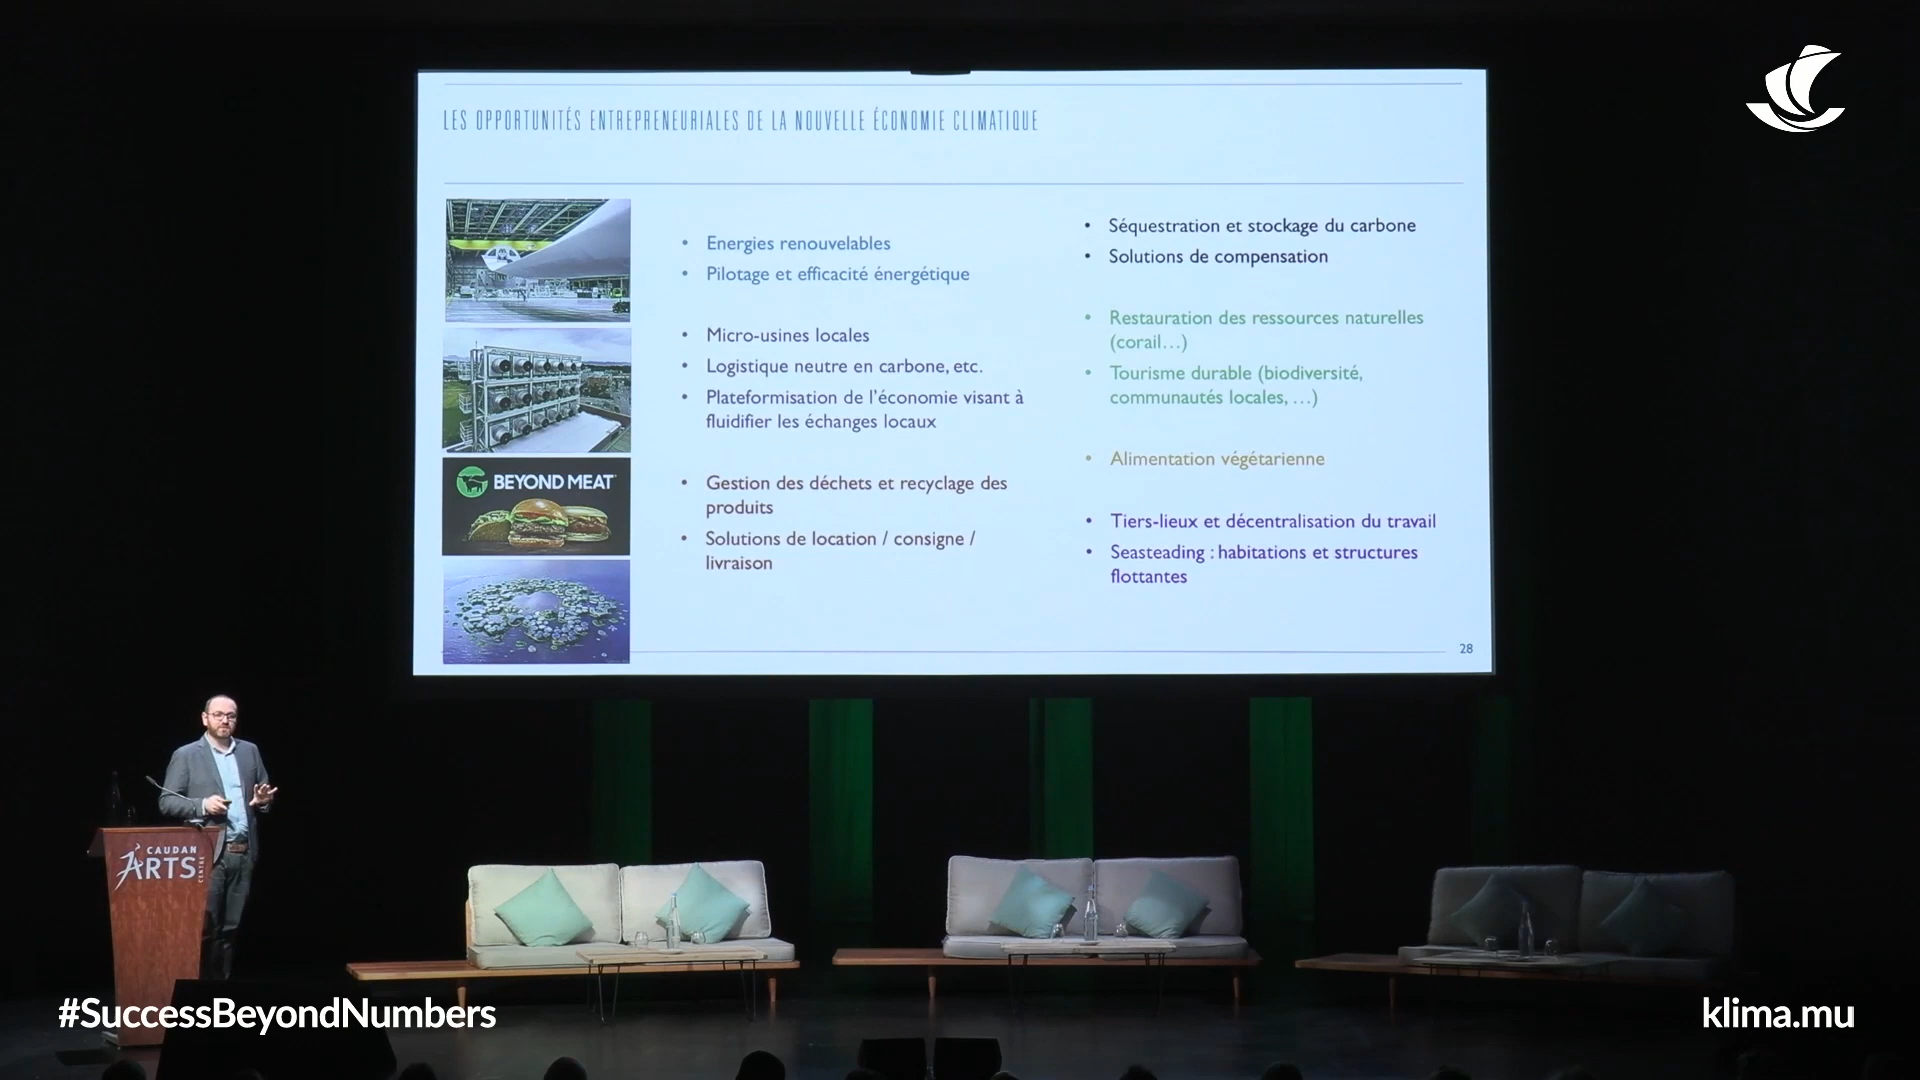 LES OPPORTUNITÉS ENTREPRENEURIALES DE LA NOUVELLE ÉCONOMIE CLIMATIQUE
BEYOND MEAT
• Energies renouvelables
• Pilotage et efficacité énergétique
• Micro-usines locales
• Logistique neutre en carbone, etc.
• Plateformisation de l'économie visant à
fluidifier les échanges locaux
• Gestion des déchets et recyclage des
produits
• Solutions de location / consigne /
livraison
• Séquestration et stockage du carbone
• Solutions de compensation
• Restauration des ressources naturelles
(corail…)
• Tourisme durable (biodiversité,
communautés locales, …)
• Alimentation végétarienne
• Tiers-lieux et décentralisation du travail
• Seasteading : habitations et structures
flottantes
28
CAUDAN
ARTS
CENTRE
#SuccessBeyondNumbers
klima.mu